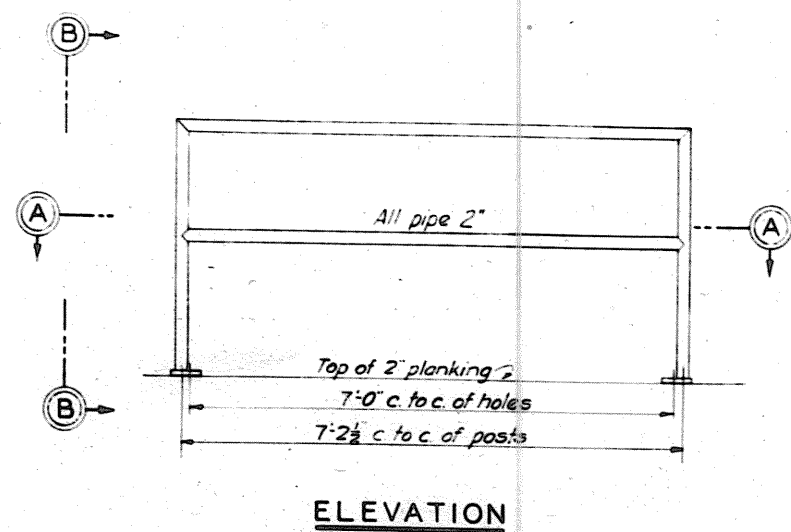 B
A
All pipe 2"
A
Top of 2" planking
7'-0" c. to c. of holes
B
7'-2½ c to c. of posts
ELEVATION